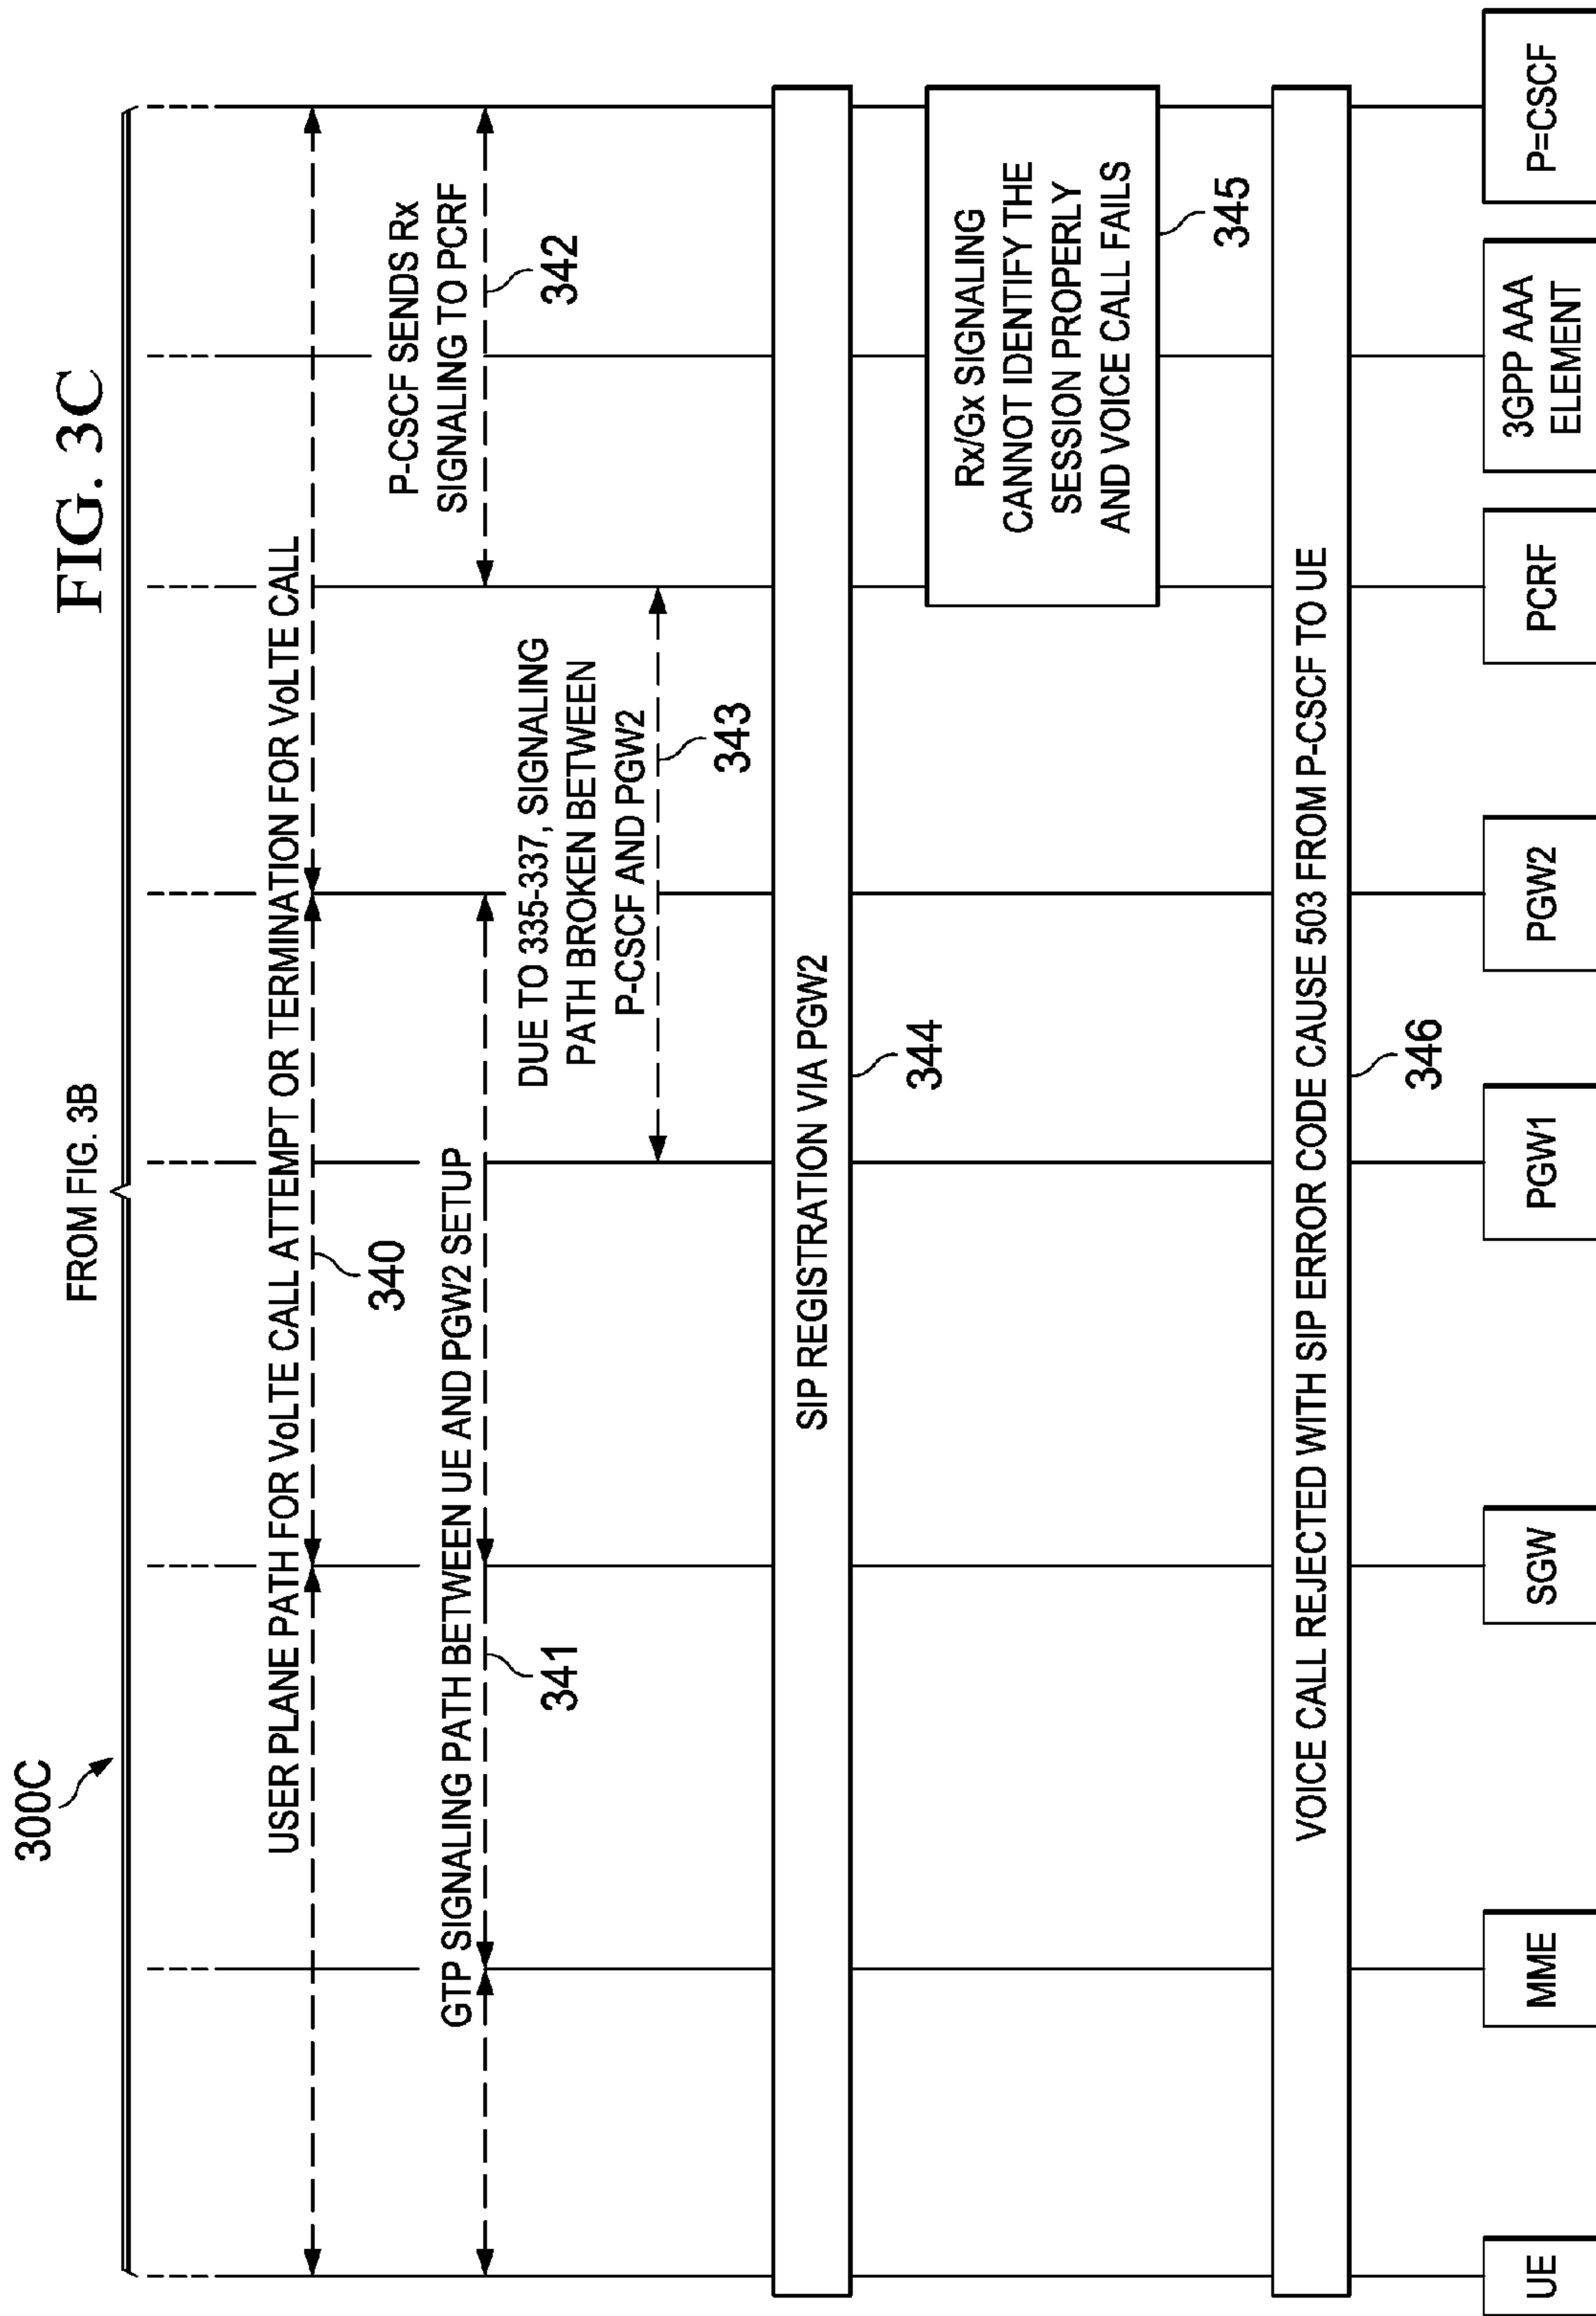 FIG. 3C
FROM FIG. 3B
300C
USER PLANE PATH FOR VoLTE CALL ATTEMPT OR TERMINATION FOR VoLTE CALL
340
P-CSCF SENDS Rx
SIGNALING TO PCRF
342
GTP SIGNALING PATH BETWEEN UE AND PGW2 SETUP
341
DUE TO 335-337, SIGNALING
PATH BROKEN BETWEEN
P-CSCF AND PGW2
343
SIP REGISTRATION VIA PGW2
344
Rx/Gx SIGNALING
CANNOT IDENTIFY THE
SESSION PROPERLY
AND VOICE CALL FAILS
345
VOICE CALL REJECTED WITH SIP ERROR CODE CAUSE 503 FROM P-CSCF TO UE
346
UE
MME
SGW
PGW1
PGW2
PCRF
3GPP AAA
ELEMENT
P=CSCF